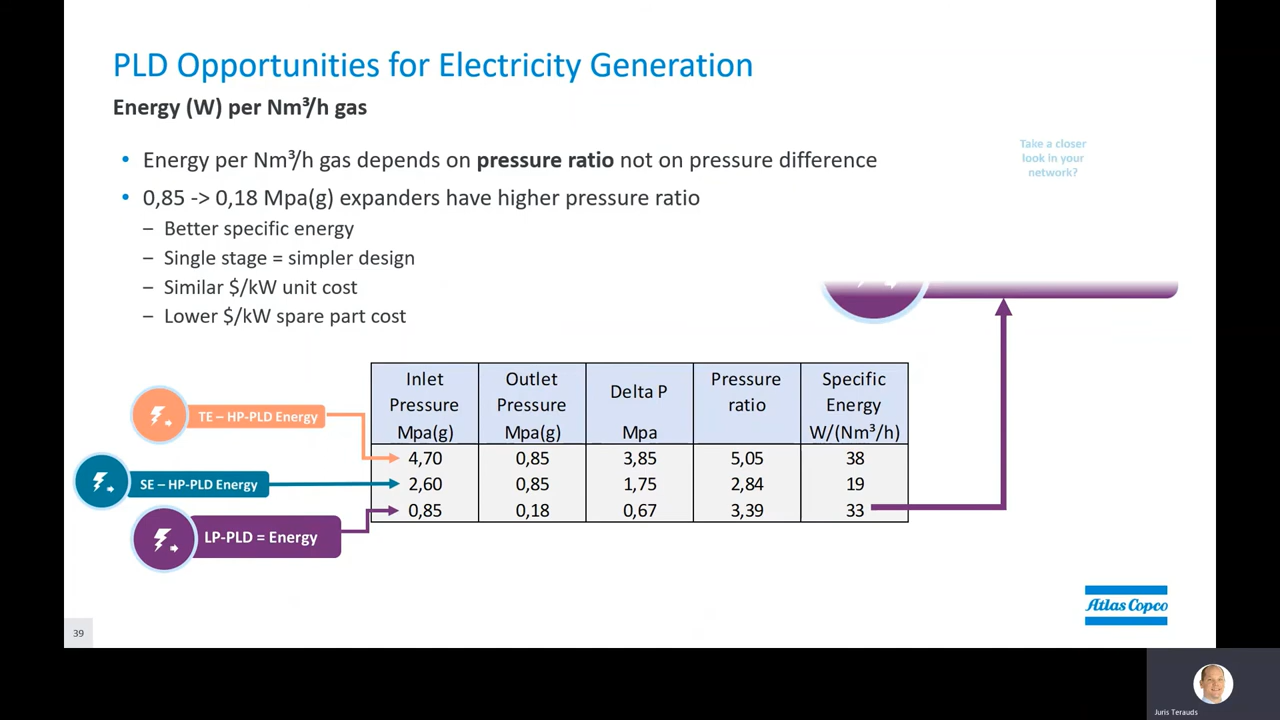 PLD Opportunities for Electricity Generation
Energy (W) per Nm³/h gas
• Energy per Nm³/h gas depends on pressure ratio not on pressure difference
• 0,85 -> 0,18 Mpa(g) expanders have higher pressure ratio
– Better specific energy
– Single stage = simpler design
– Similar $/kW unit cost
– Lower $/kW spare part cost
Take a closer
look in your
network?
Inlet Pressure Mpa(g) Outlet Pressure Mpa(g) Delta P Mpa Pressure ratio Specific Energy W/(Nm³/h)
TE – HP-PLD Energy
4,70 0,85 3,85 5,05 38
SE – HP-PLD Energy
2,60 0,85 1,75 2,84 19
LP-PLD = Energy
0,85 0,18 0,67 3,39 33
Atlas Copco
39
Juris Terauds